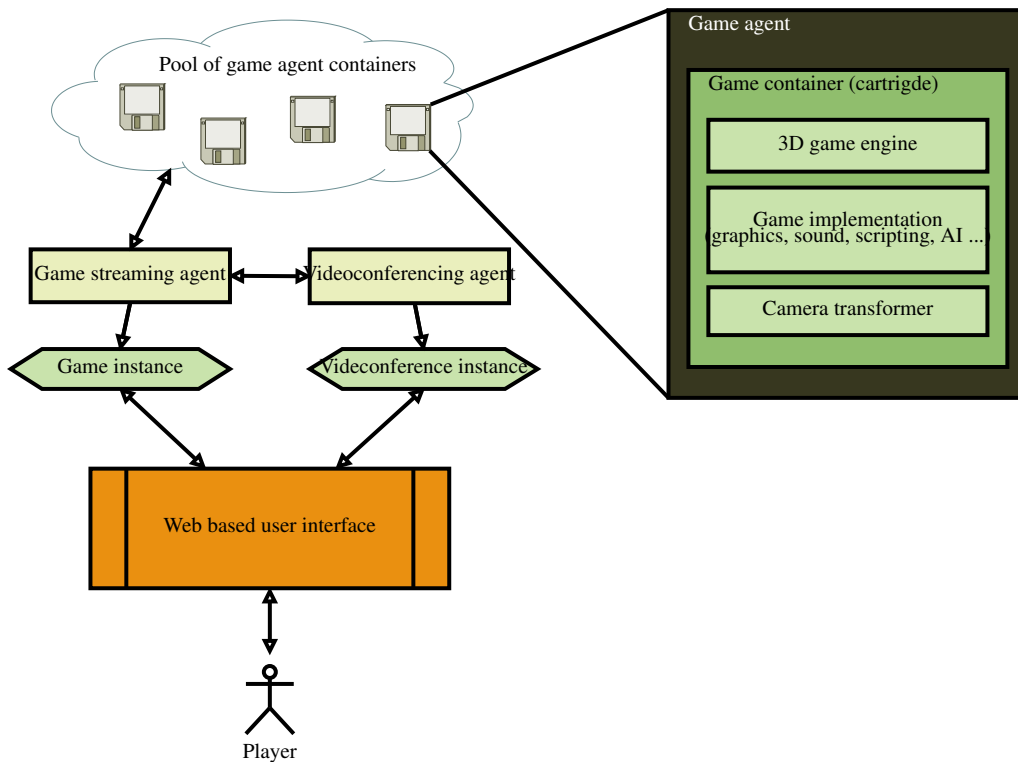 Game agent
Pool of game agent containers
Game container (cartrigde)
3D game engine
Game implementation
(graphics, sound, scripting, AI ...)
Game streaming agent
Videoconferencing agent
Camera transformer
Game instance
Videconference instance
Web based user interface
Player